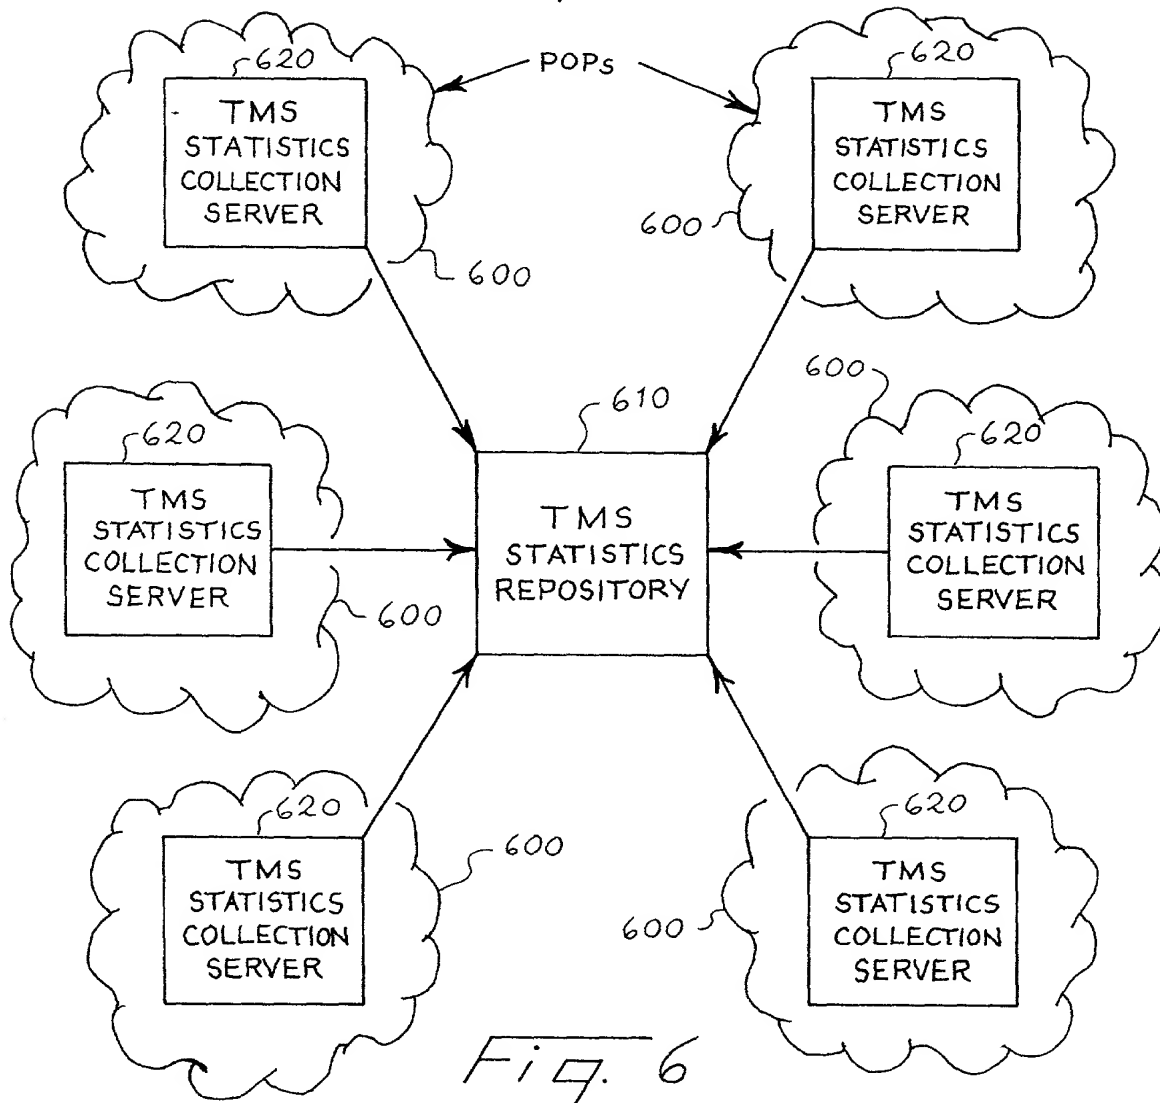 POPs
620
TMS
STATISTICS
COLLECTION
SERVER
600
620
TMS
STATISTICS
COLLECTION
SERVER
600
620
TMS
STATISTICS
COLLECTION
SERVER
600
610
TMS
STATISTICS
REPOSITORY
600
620
TMS
STATISTICS
COLLECTION
SERVER
620
TMS
STATISTICS
COLLECTION
SERVER
600
620
TMS
STATISTICS
COLLECTION
SERVER
600
Fig. 6